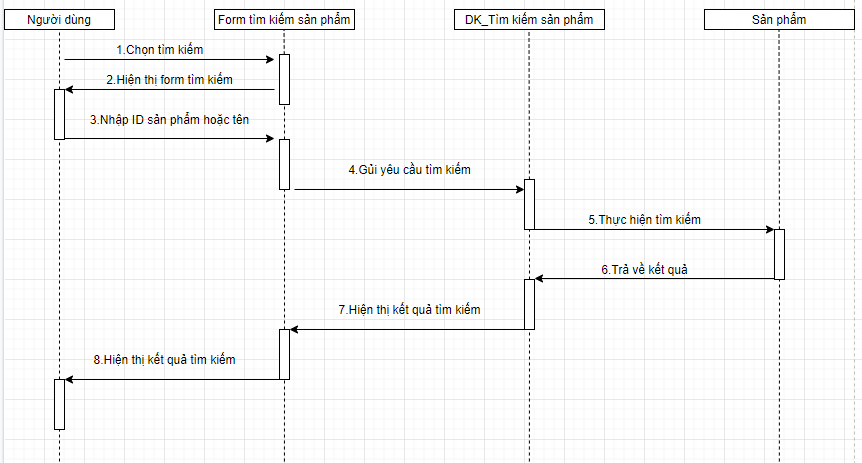 Người dùng
Form tìm kiếm sản phẩm
DK_Tìm kiếm sản phẩm
Sản phẩm
1.Chọn tìm kiếm
2.Hiện thị form tìm kiếm
3.Nhập ID sản phẩm hoặc tên
4.Gủi yêu cầu tìm kiếm
5.Thực hiện tìm kiếm
6.Trả về kết quả
7.Hiện thị kết quả tìm kiếm
8.Hiện thị kết quả tìm kiếm